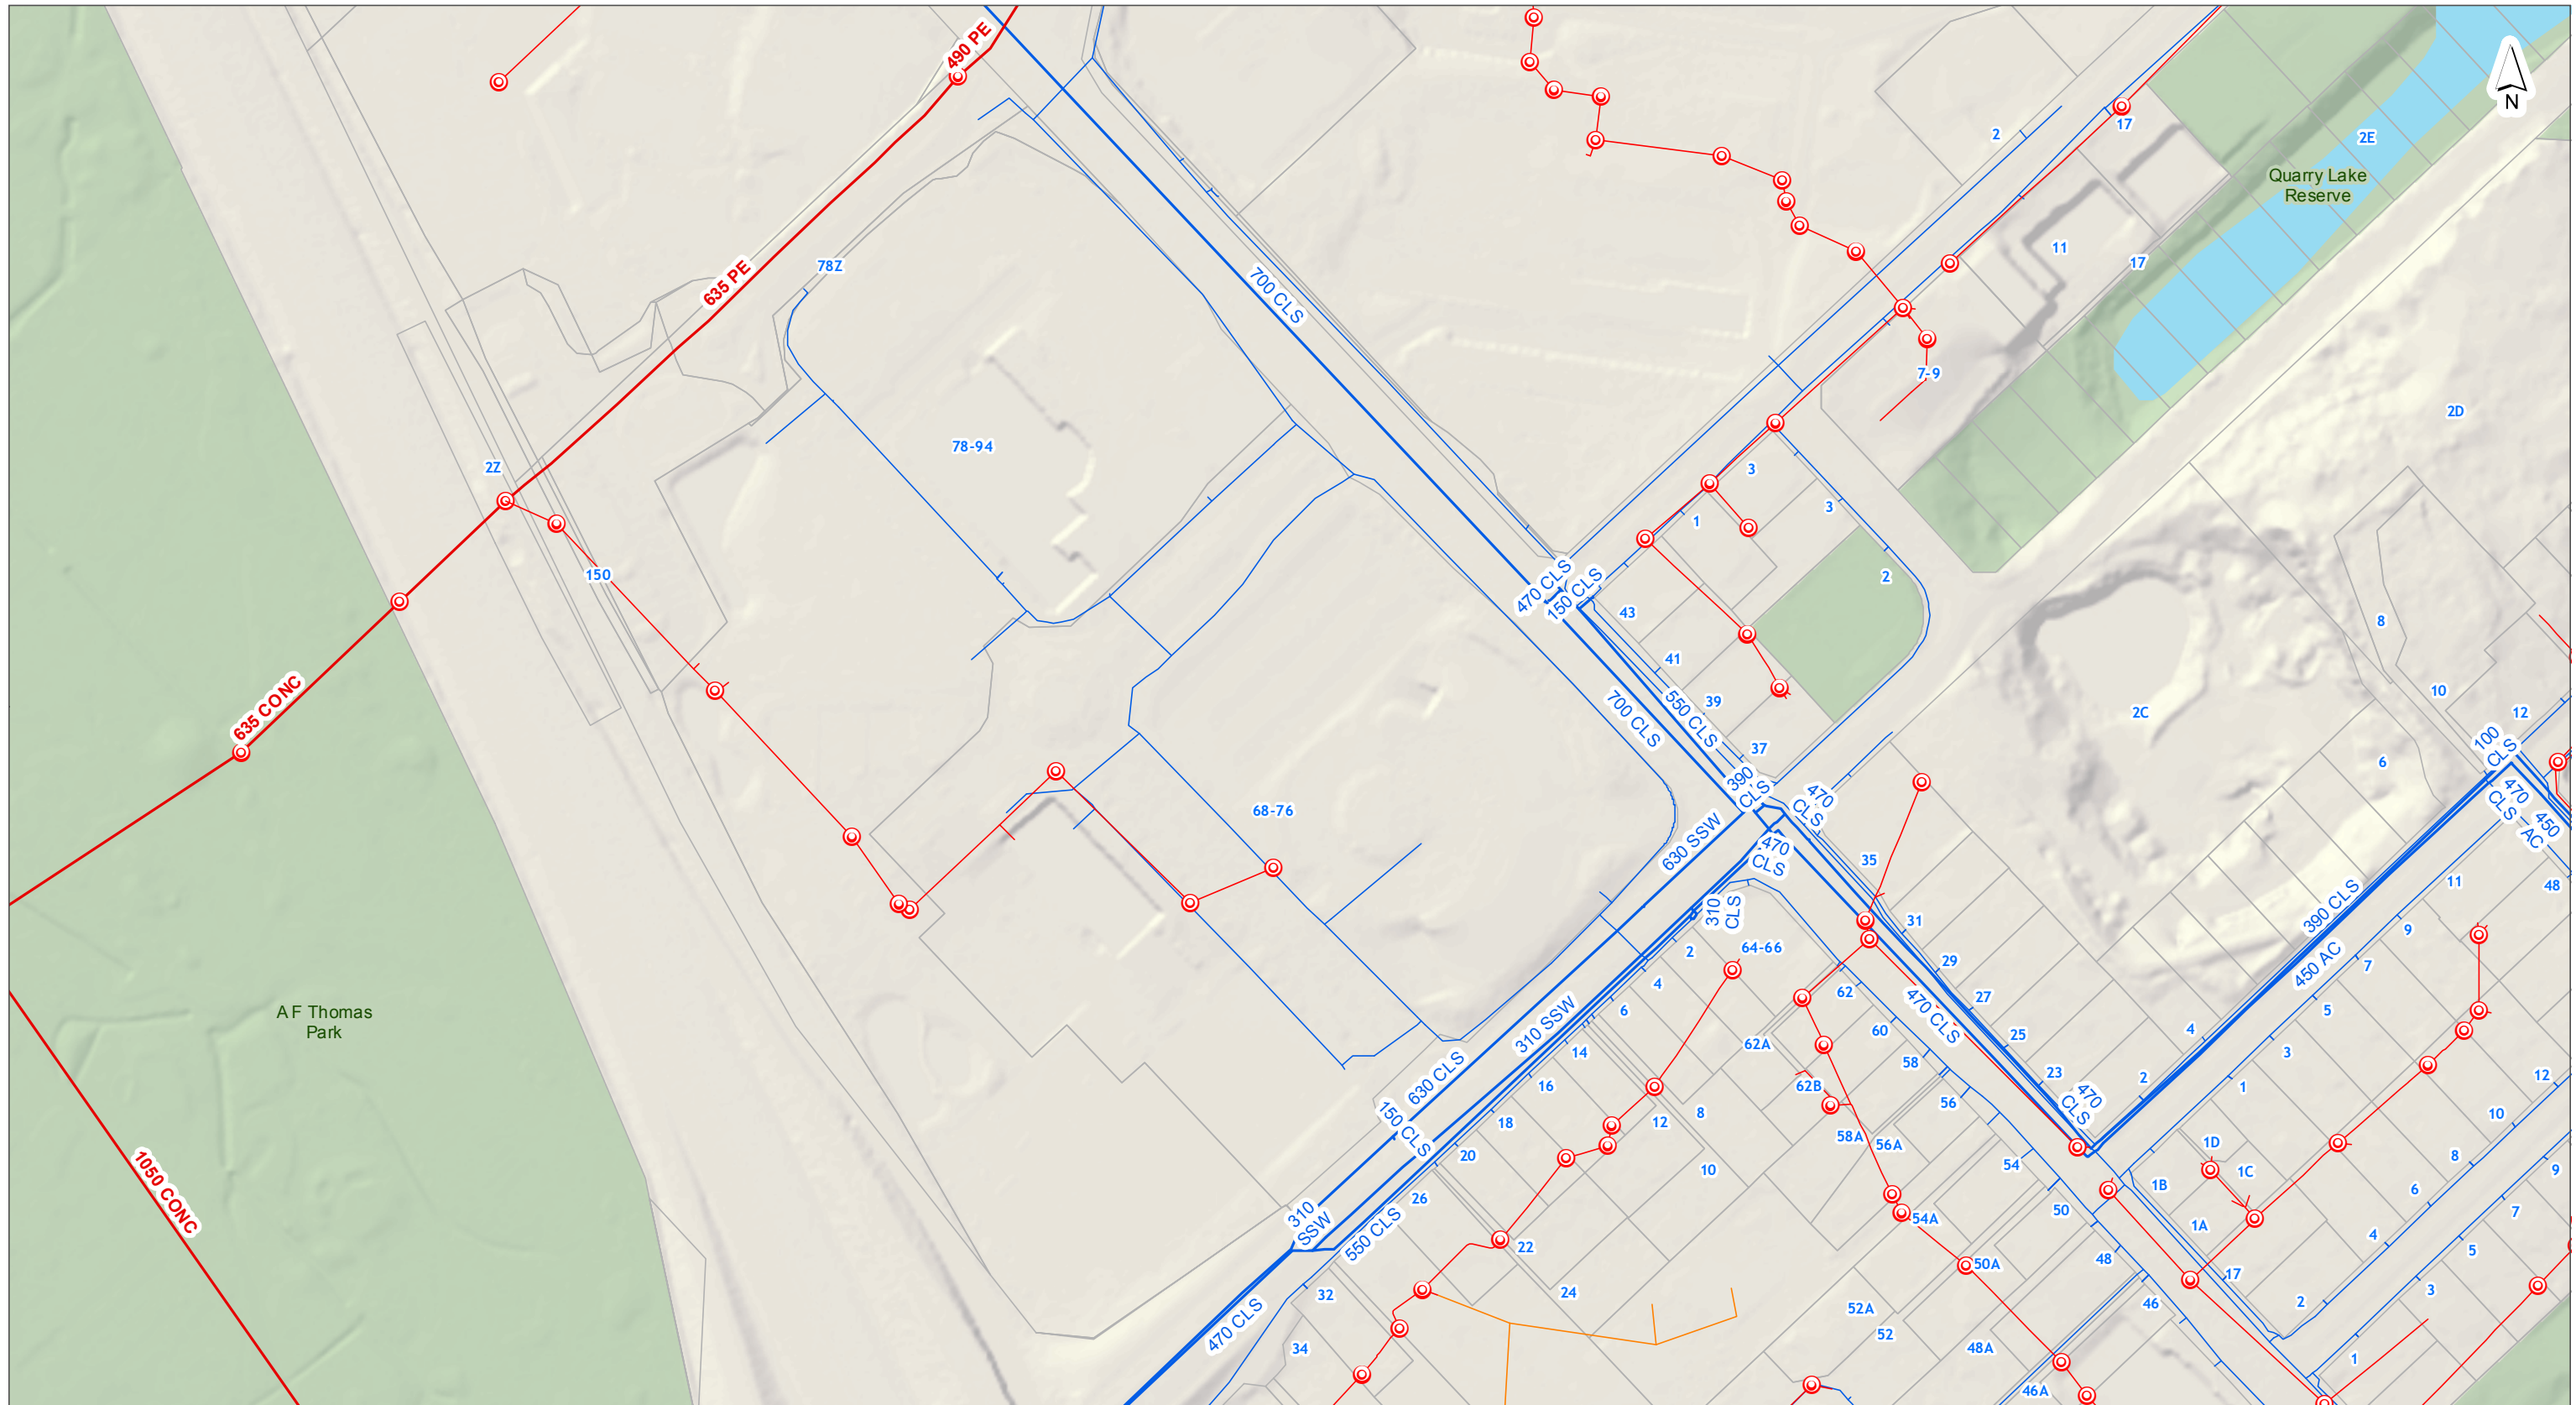 490 PE
N
2
17
2E
Quarry Lake
Reserve
11
17
78Z
635 PE
700 CLS
7-9
2D
78-94
2Z
3
3
1
150
470 CLS
150 CLS
2
43
8
41
39
10
635 CONC
700 CLS
550 CLS
2C
12
37
100
CLS
6
390
CLS
470
CLS
470
CLS
450
AC
68-76
630 SSW
470
CLS
35
11
48
310
CLS
31
390 CLS
9
2
64-66
29
450 AC
7
4
62
27
5
6
A F Thomas
Park
310 SSW
60
470 CLS
25
4
62A
14
3
58
630 CLS
23
12
16
62B
2
1
56
470
CLS
8
10
150 CLS
18
12
58A
56A
1D
20
54
1C
8
9
10
1B
1050 CONC
26
6
50
54A
1A
7
310
SSW
550 CLS
22
4
5
48
50A
17
32
24
3
46
2
52A
470 CLS
52
34
48A
1
46A